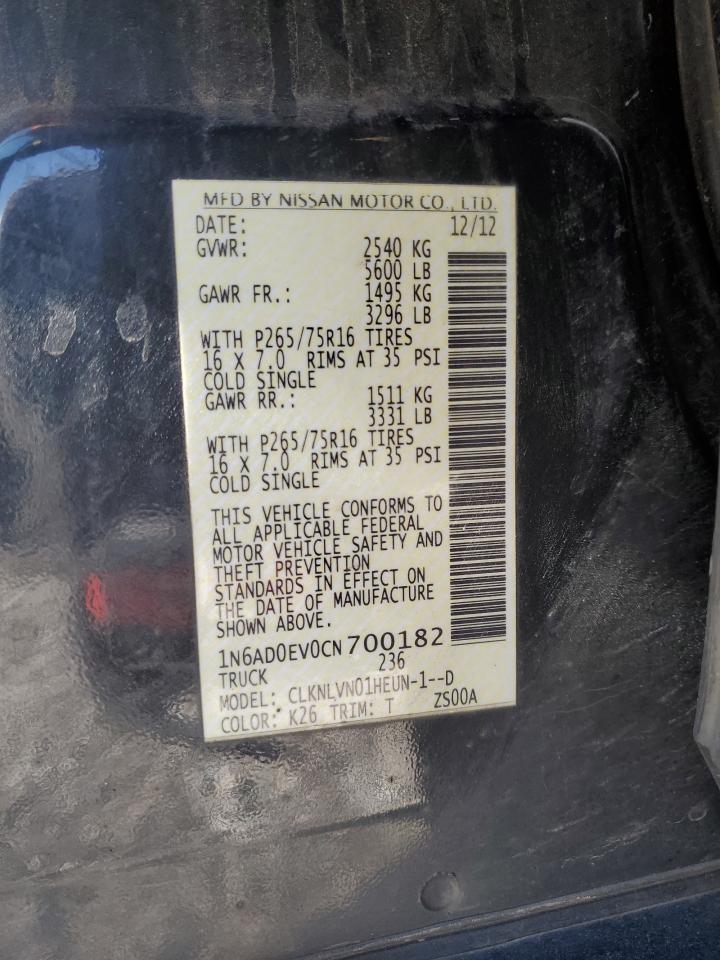 MFD BY NISSAN MOTOR CO., LTD.
DATE: 12/12
GVWR: 2540 KG
5600 LB
GAWR FR.: 1495 KG
3296 LB
WITH P265/75R16 TIRES
16 X 7.0 RIMS AT 35 PSI
COLD SINGLE
GAWR RR.: 1511 KG
3331 LB
WITH P265/75R16 TIRES
16 X 7.0 RIMS AT 35 PSI
COLD SINGLE
THIS VEHICLE CONFORMS TO
ALL APPLICABLE FEDERAL
MOTOR VEHICLE SAFETY AND
THEFT PREVENTION
STANDARDS IN EFFECT ON
THE DATE OF MANUFACTURE
SHOWN ABOVE.
1N6AD0EV0CN700182
TRUCK 236
MODEL: CLKNLVN01HEUN-1--D
COLOR: K26 TRIM: T ZS00A